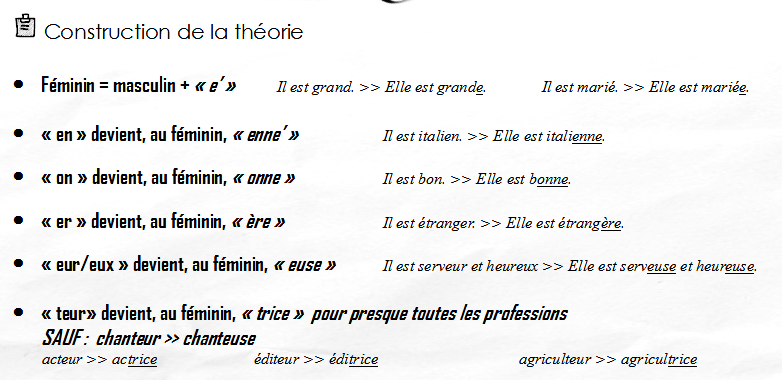 Construction de la théorie
• Féminin = masculin + « e’ » Il est grand. >> Elle est grande. Il est marié. >> Elle est mariée.
• « en » devient, au féminin, « enne’ » Il est italien. >> Elle est italienne.
• « on » devient, au féminin, « onne » Il est bon. >> Elle est bonne.
• « er » devient, au féminin, « ère » Il est étranger. >> Elle est étrangère.
• « eur/eux » devient, au féminin, « euse » Il est serveur et heureux >> Elle est serveuse et heureuse.
• « teur» devient, au féminin, « trice » pour presque toutes les professions
SAUF : chanteur >> chanteuse
acteur >> actrice éditeur >> éditrice agriculteur >> agricultrice